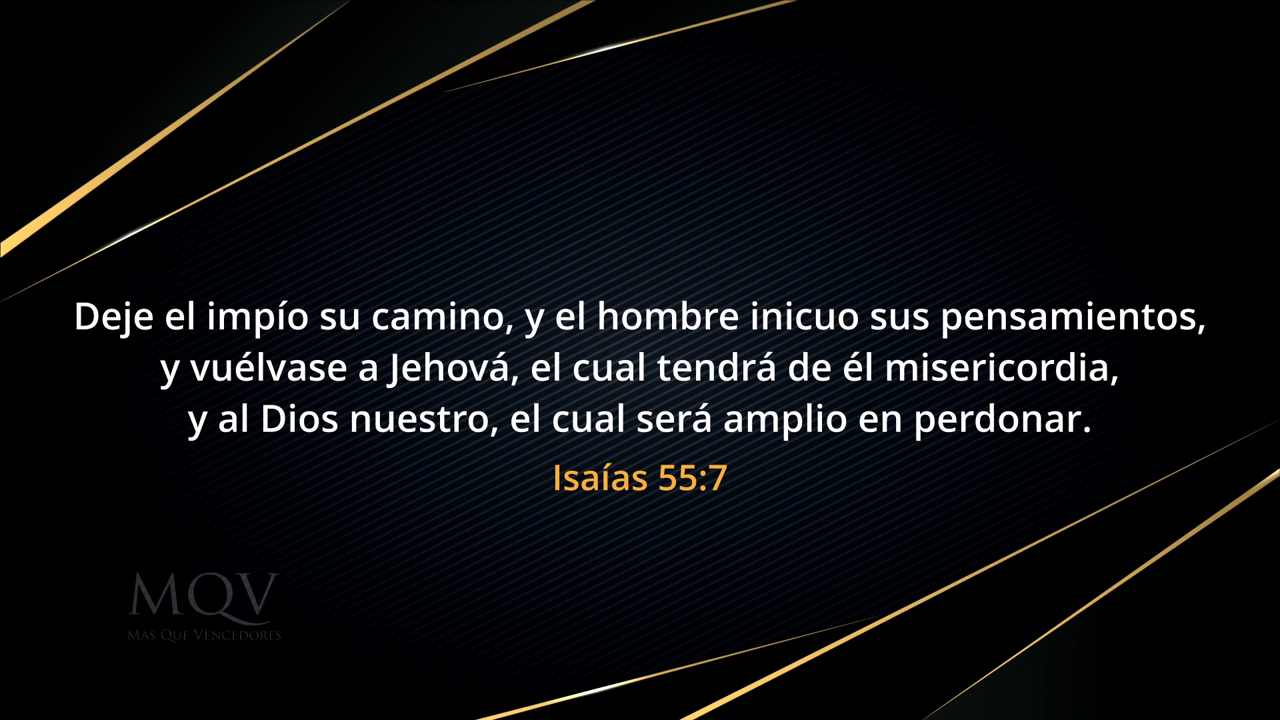 Deje el impío su camino, y el hombre inicuo sus pensamientos,
y vuélvase a Jehová, el cual tendrá de él misericordia,
y al Dios nuestro, el cual será amplio en perdonar.
Isaías 55:7
MQV
Más Que Vencedores